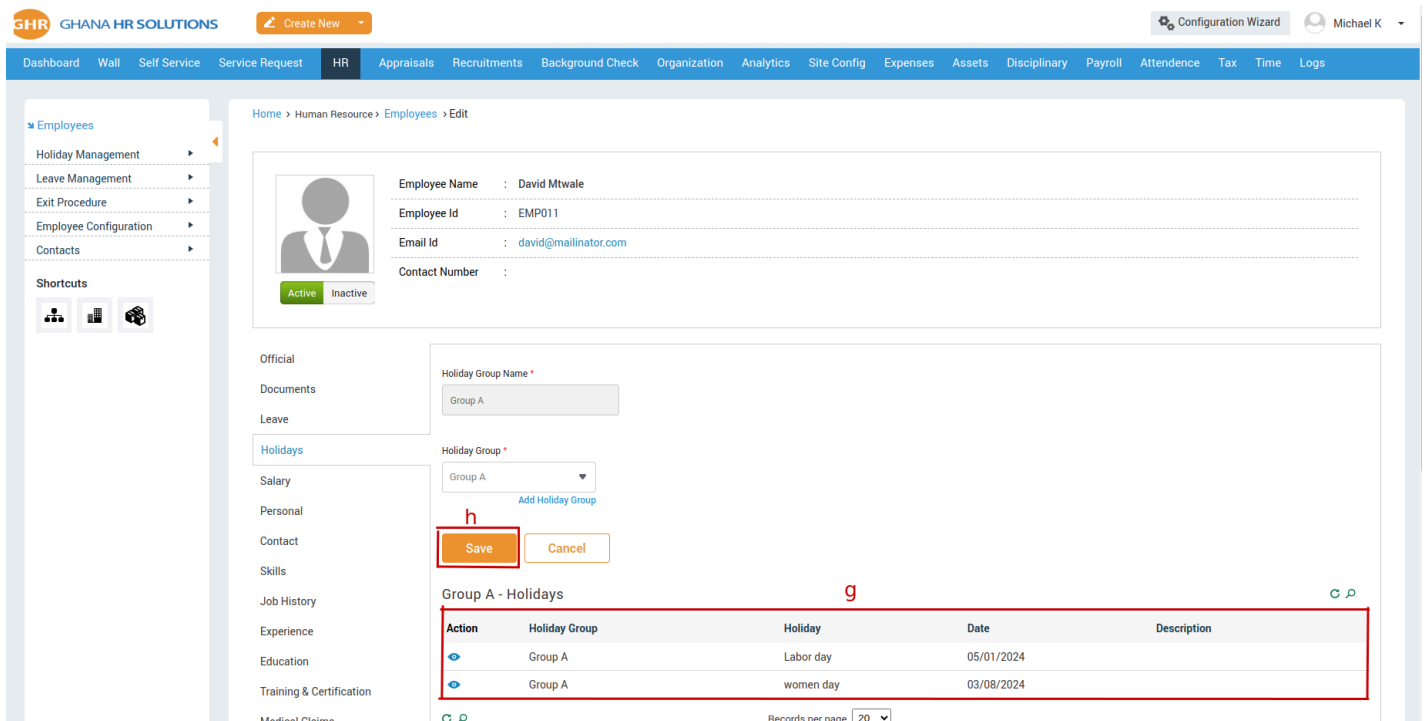 GHR GHANA HR SOLUTIONS Create New Configuration Wizard Michael K
Dashboard Wall Self Service Service Request HR Appraisals Recruitments Background Check Organization Analytics Site Config Expenses Assets Disciplinary Payroll Attendence Tax Time Logs
Employees
Holiday Management
Leave Management
Exit Procedure
Employee Configuration
Contacts
Shortcuts
Home › Human Resource › Employees › Edit
Employee Name : David Mtwale
Employee Id : EMP011
Email Id : david@mailinator.com
Contact Number :
Active Inactive
Official
Documents
Leave
Holidays
Salary
Personal
Contact
Skills
Job History
Experience
Education
Training & Certification
Medical Claims
Holiday Group Name *
Group A
Holiday Group *
Group A
Add Holiday Group
h
Save Cancel
Group A - Holidays
g
Action Holiday Group Holiday Date Description
Group A Labor day 05/01/2024
Group A women day 03/08/2024
Records per page 20